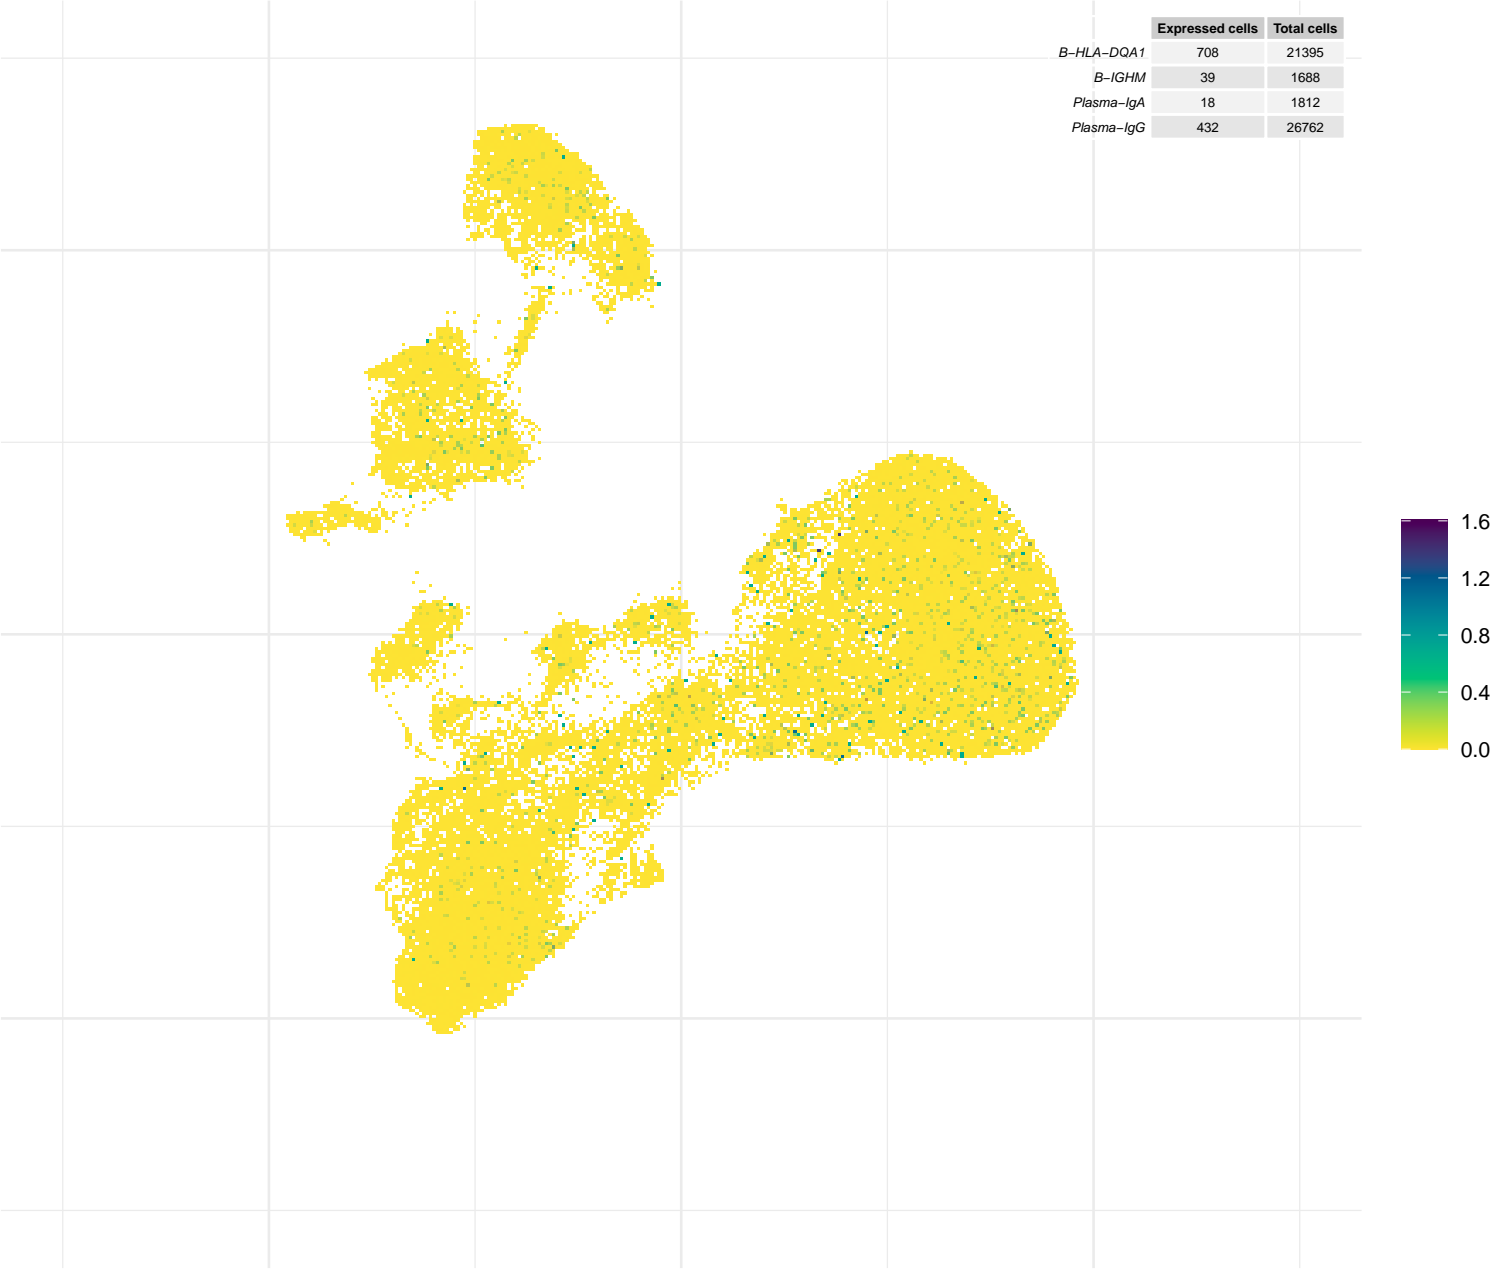 Expressed cells Total cells
B−HLA−DQA1 708 21395
B−IGHM 39 1688
Plasma−IgA 18 1812
Plasma−IgG 432 26762
1.6
1.2
0.8
0.4
0.0